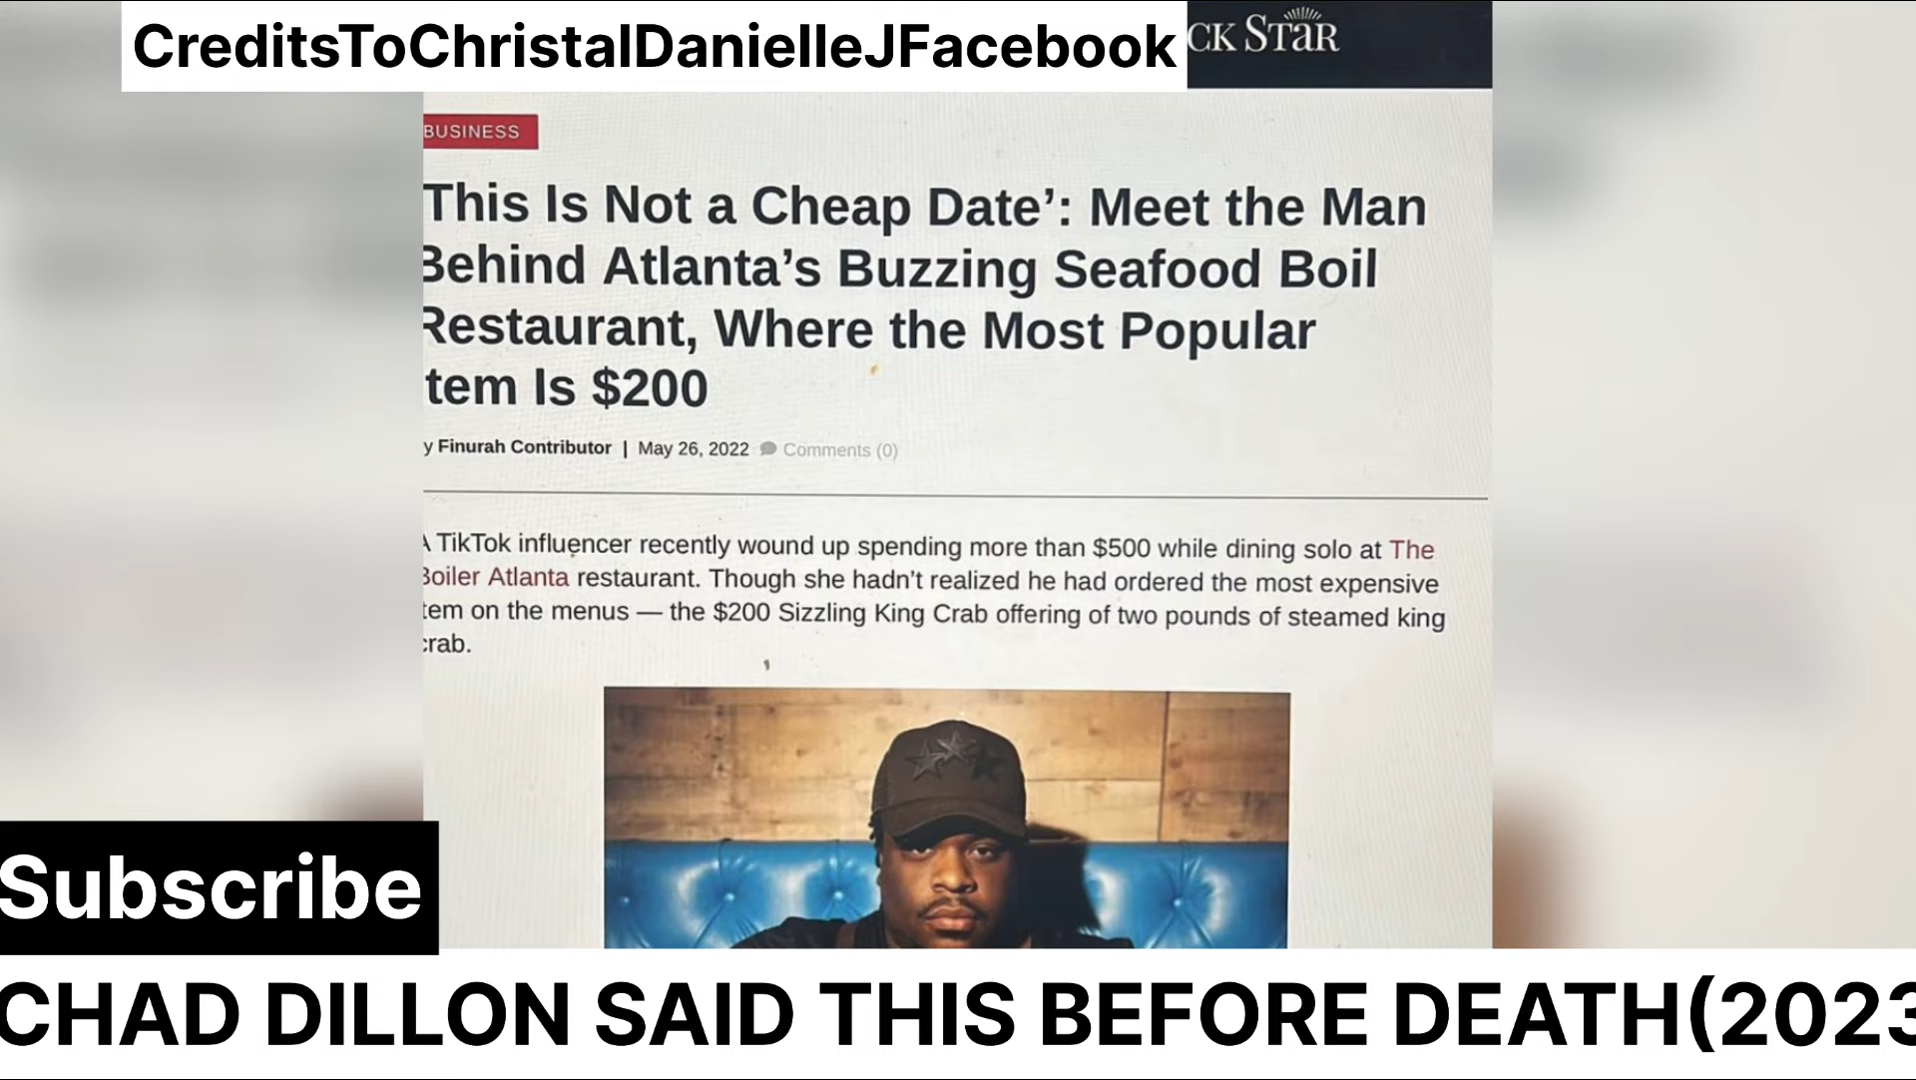 CreditsToChristalDanielleJFacebook
CK STaR
BUSINESS
This Is Not a Cheap Date’: Meet the Man
Behind Atlanta’s Buzzing Seafood Boil
Restaurant, Where the Most Popular
tem Is $200
y Finurah Contributor | May 26, 2022 Comments (0)
A TikTok influencer recently wound up spending more than $500 while dining solo at The
Boiler Atlanta restaurant. Though she hadn’t realized he had ordered the most expensive
tem on the menus — the $200 Sizzling King Crab offering of two pounds of steamed king
crab.
Subscribe
CHAD DILLON SAID THIS BEFORE DEATH(2023